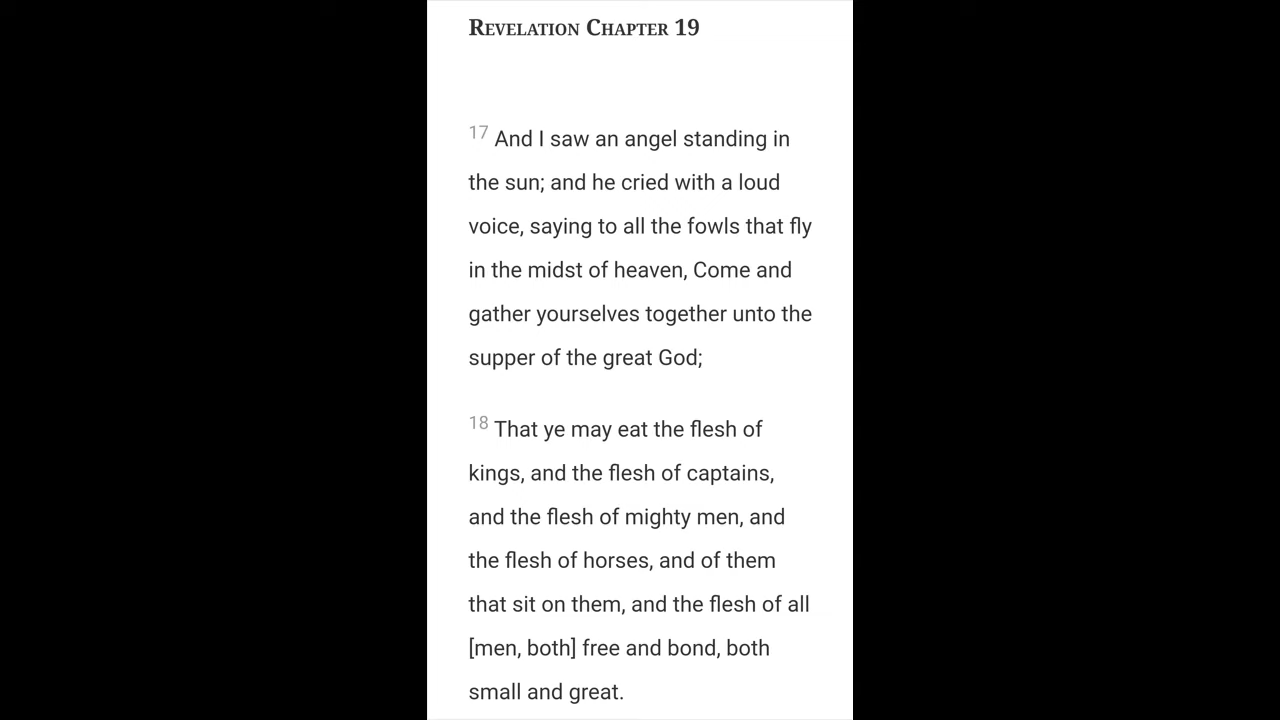 Revelation Chapter 19
17 And I saw an angel standing in
the sun; and he cried with a loud
voice, saying to all the fowls that fly
in the midst of heaven, Come and
gather yourselves together unto the
supper of the great God;
18 That ye may eat the flesh of
kings, and the flesh of captains,
and the flesh of mighty men, and
the flesh of horses, and of them
that sit on them, and the flesh of all
[men, both] free and bond, both
small and great.